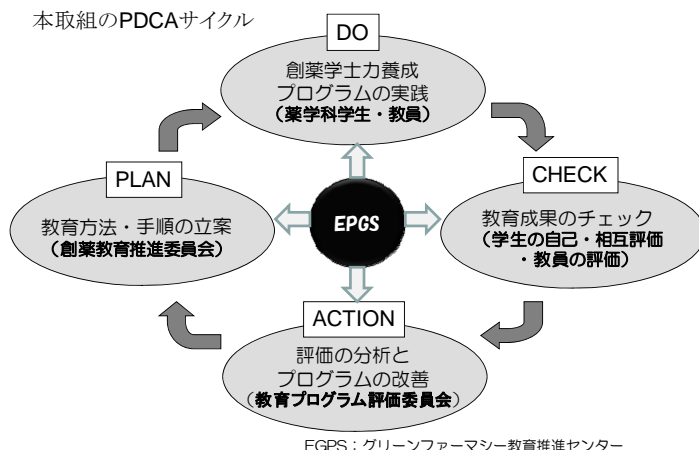 本取組のPDCAサイクル
DO
創薬学士力養成
プログラムの実践
(薬学科学生・教員)
PLAN
教育方法・手順の立案
(創薬教育推進委員会)
EPGS
CHECK
教育成果のチェック
(学生の自己・相互評価
・教員の評価)
ACTION
評価の分析と
プログラムの改善
(教育プログラム評価委員会)
EGPS：グリーンファーマシー教育推進センター